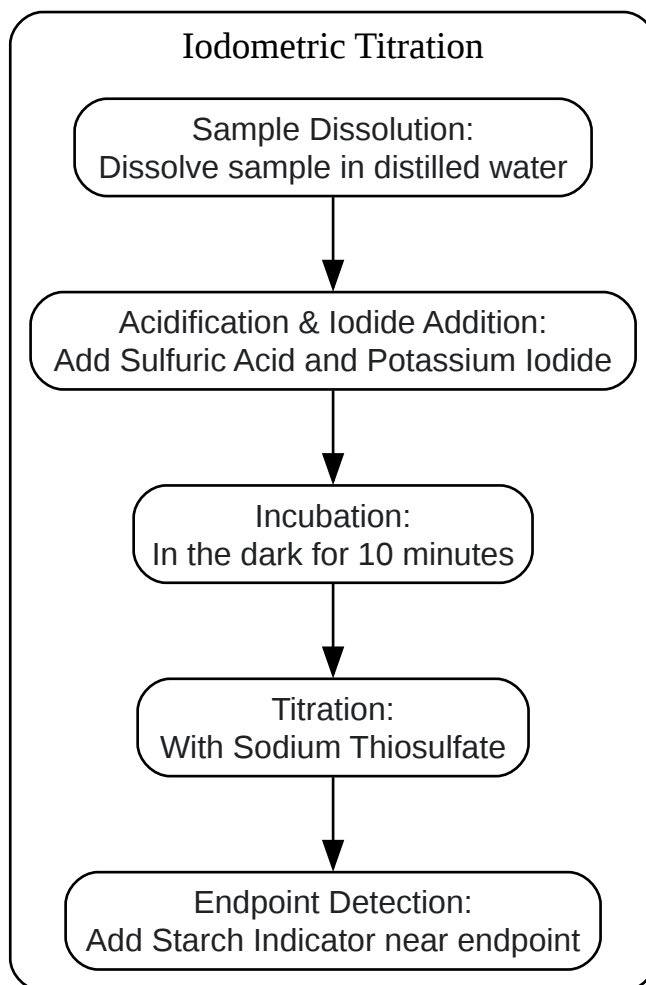 Iodometric Titration
Sample Dissolution:
Dissolve sample in distilled water
Acidification & Iodide Addition:
Add Sulfuric Acid and Potassium Iodide
Incubation:
In the dark for 10 minutes
Titration:
With Sodium Thiosulfate
Endpoint Detection:
Add Starch Indicator near endpoint